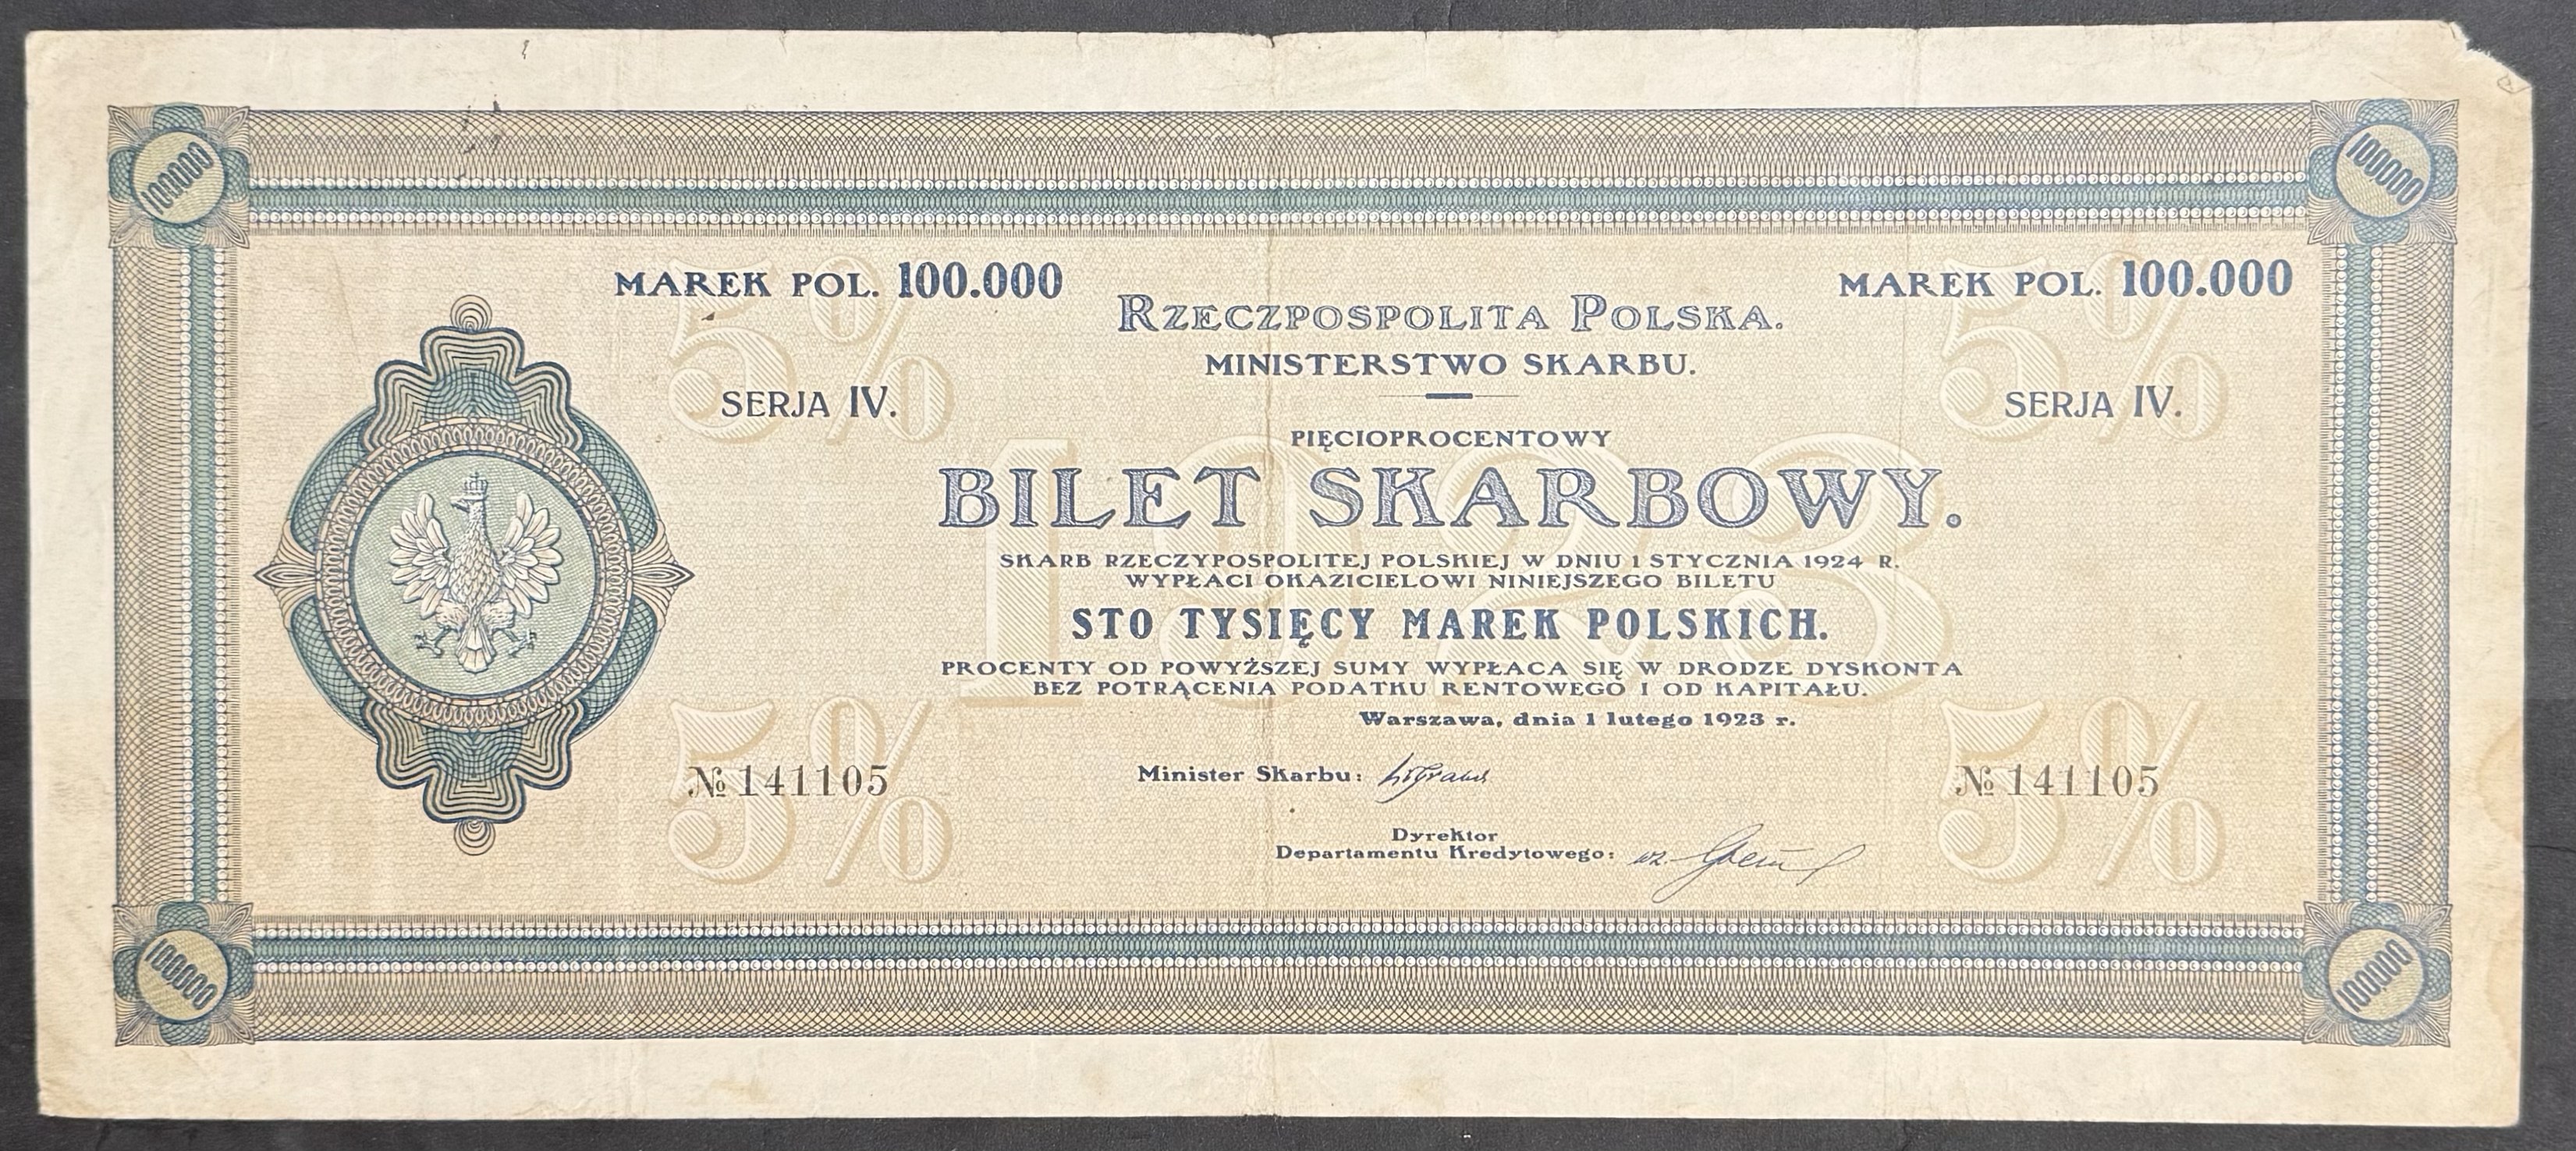 100000
100000
MAREK POL. 100.000
MAREK POL. 100.000
RZECZPOSPOLITA POLSKA.
MINISTERSTWO SKARBU.
5%
5%
SERJA IV.
SERJA IV.
PIĘCIOPROCENTOWY
1923
BILET SKARBOWY.
SKARB RZECZYPOSPOLITEJ POLSKIEJ W DNIU 1 STYCZNIA 1924 R.
WYPŁACI OKAZICIELOWI NINIEJSZEGO BILETU
STO TYSIĘCY MAREK POLSKICH.
PROCENTY OD POWYŻSZEJ SUMY WYPŁACA SIĘ W DRODZE DYSKONTA
BEZ POTRĄCENIA PODATKU RENTOWEGO I OD KAPITAŁU.
Warszawa, dnia 1 lutego 1923 r.
5%
5%
№ 141105
Minister Skarbu:
№ 141105
Dyrektor
Departamentu Kredytowego: wz.
100000
100000